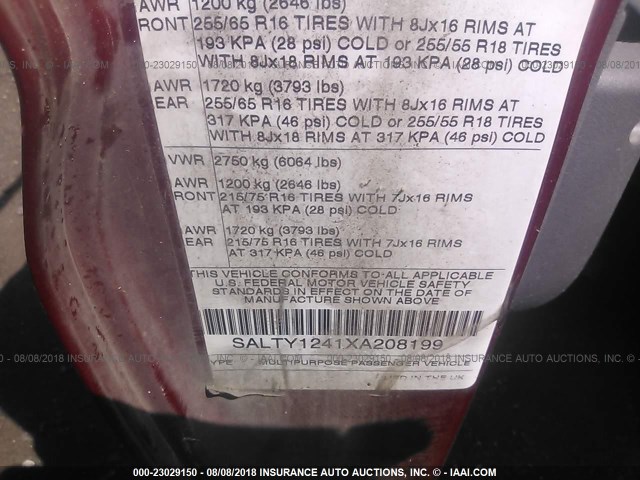 AWR 1200 kg (2646 lbs)
RONT 255/65 R16 TIRES WITH 8Jx16 RIMS AT
193 KPA (28 psi) COLD or 255/55 R18 TIRES
WITH 8Jx18 RIMS AT 193 KPA (28 psi) COLD
AWR 1720 kg (3793 lbs)
EAR 255/65 R16 TIRES WITH 8Jx16 RIMS AT
317 KPA (46 psi) COLD or 255/55 R18 TIRES
WITH 8Jx18 RIMS AT 317 KPA (46 psi) COLD
VWR 2750 kg (6064 lbs)
AWR 1200 kg (2646 lbs)
RONT 215/75 R16 TIRES WITH 7Jx16 RIMS
AT 193 KPA (28 psi) COLD
AWR 1720 kg (3793 lbs)
EAR 215/75 R16 TIRES WITH 7Jx16 RIMS
AT 317 KPA (46 psi) COLD
THIS VEHICLE CONFORMS TO ALL APPLICABLE
U.S. FEDERAL MOTOR VEHICLE SAFETY
STANDARDS IN EFFECT ON THE DATE OF
MANUFACTURE SHOWN ABOVE
SALTY1241XA208199
YPE MULTIPURPOSE PASSENGER VEHICLE
IN THE UK
000-23029150 - 08/08/2018 INSURANCE AUTO AUCTIONS, INC. - © - IAAI.COM